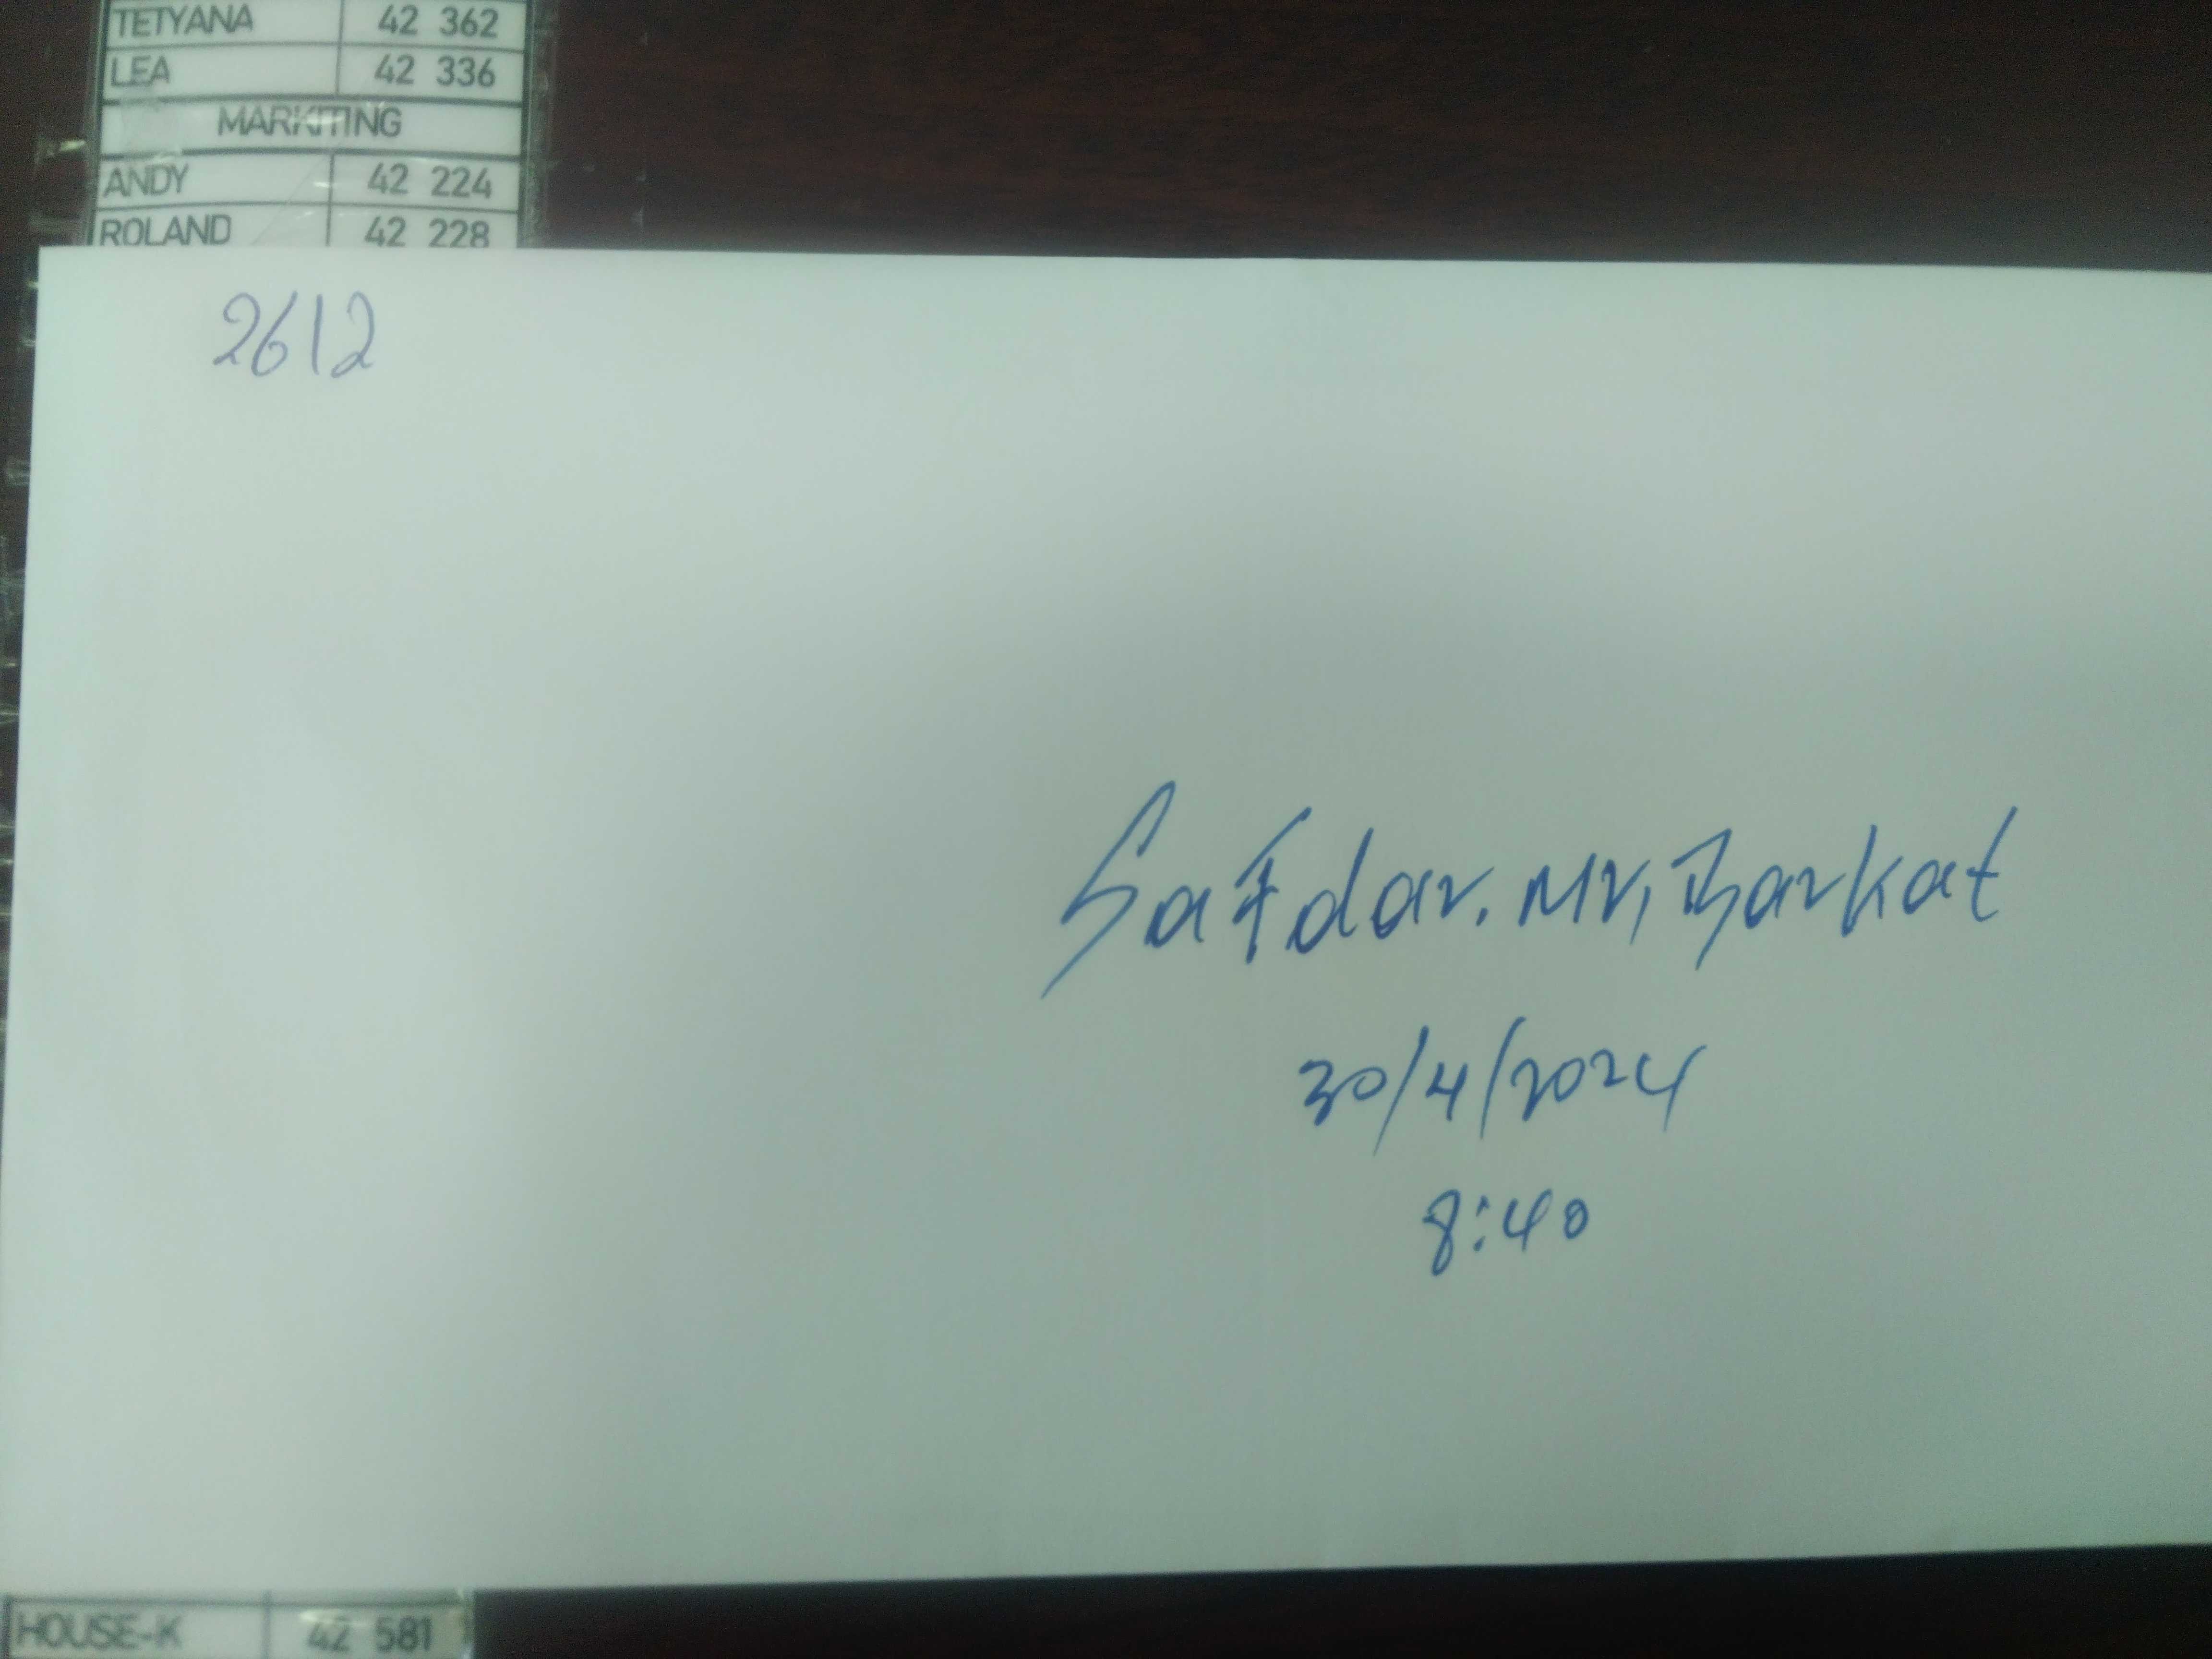 TETYANA 42 362
LEA 42 336
MARKITING
ANDY 42 224
ROLAND 42 228
2612
Safdar. Mr, Barkat
30/4/2024
8:40
HOUSE-K 42 581